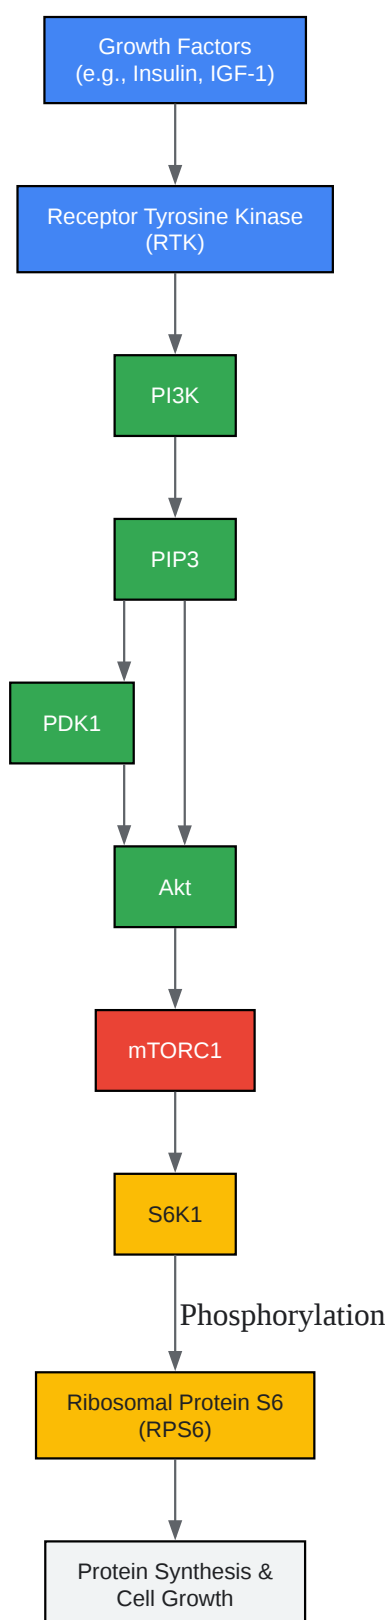 Growth Factors
(e.g., Insulin, IGF-1)
Receptor Tyrosine Kinase
(RTK)
PI3K
PIP3
PDK1
Akt
mTORC1
S6K1
Phosphorylation
Ribosomal Protein S6
(RPS6)
Protein Synthesis &
Cell Growth